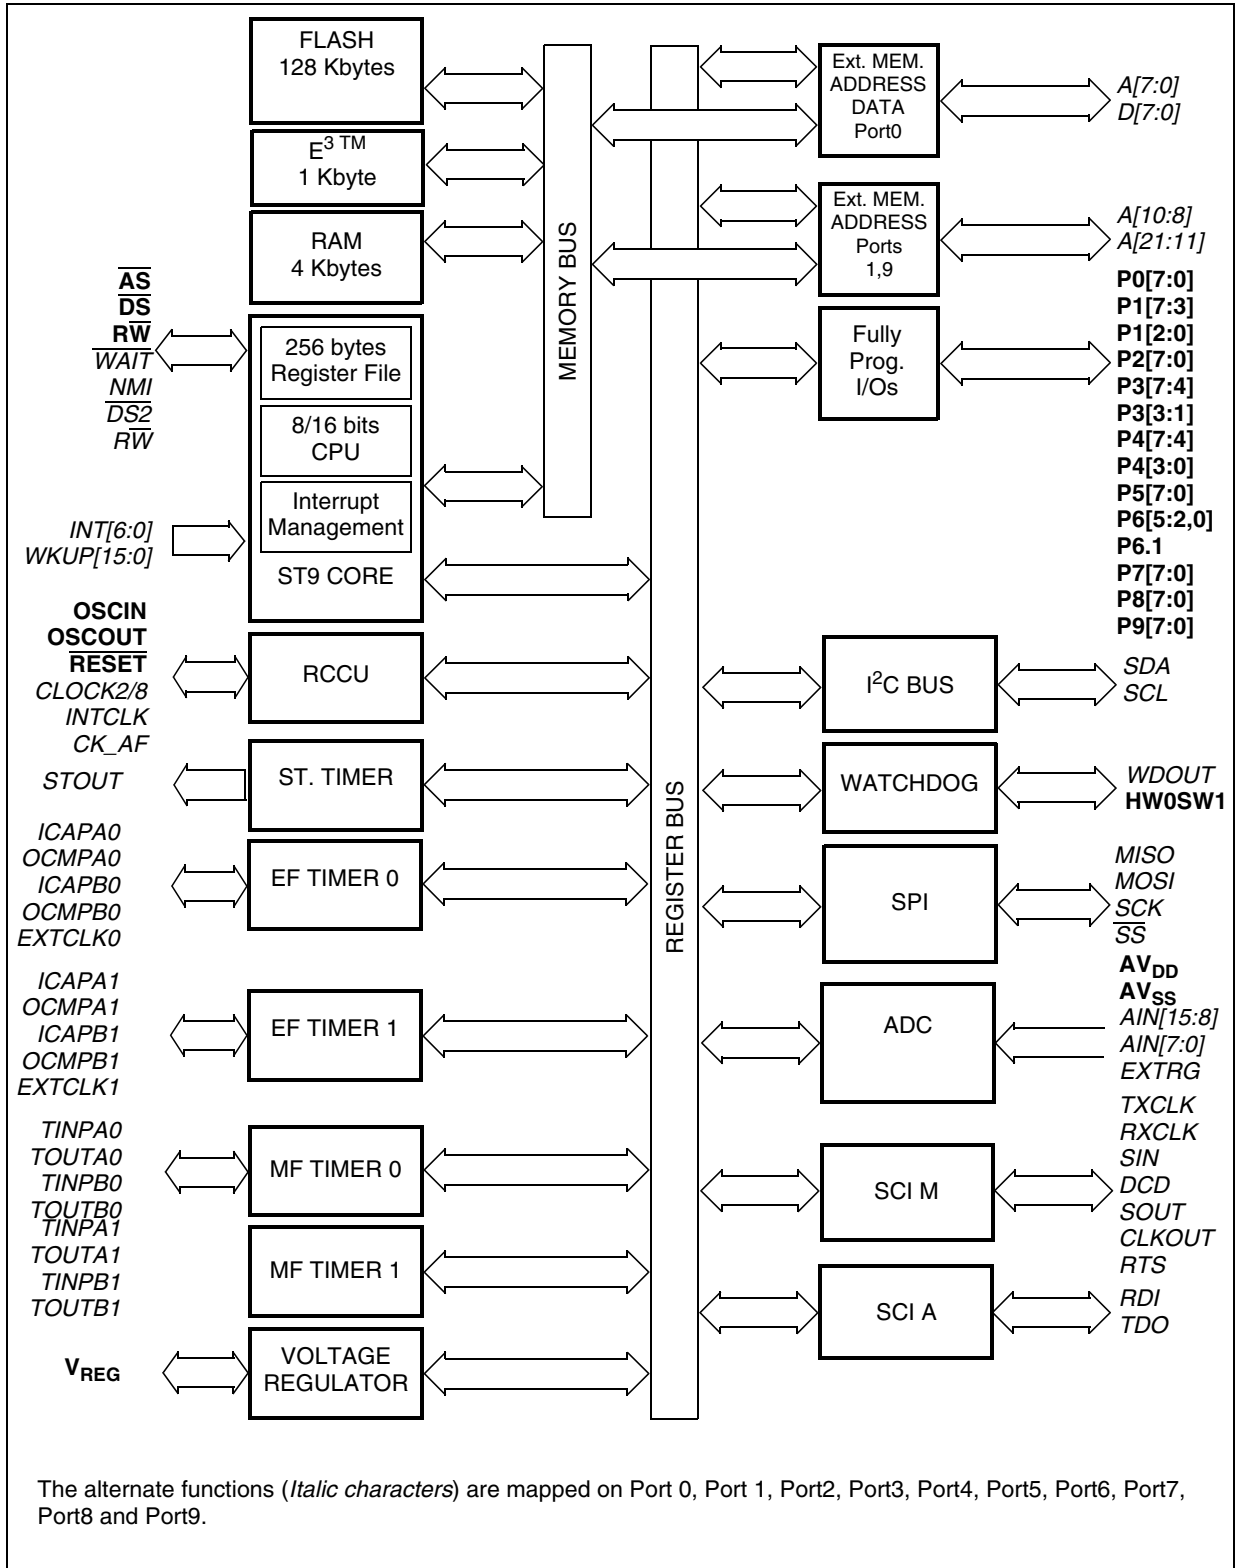 FLASH
128 Kbytes
E3 TM
1 Kbyte
RAM
4 Kbytes
AS
DS
RW
WAIT
NMI
DS2
RW
256 bytes
Register File
8/16 bits
CPU
Interrupt
Management
ST9 CORE
INT[6:0]
WKUP[15:0]
OSCIN
OSCOUT
RESET
CLOCK2/8
INTCLK
CK_AF
RCCU
STOUT
ST. TIMER
ICAPA0
OCMPA0
ICAPB0
OCMPB0
EXTCLK0
EF TIMER 0
ICAPA1
OCMPA1
ICAPB1
OCMPB1
EXTCLK1
EF TIMER 1
TINPA0
TOUTA0
TINPB0
TOUTB0
MF TIMER 0
TINPA1
TOUTA1
TINPB1
TOUTB1
MF TIMER 1
VREG
VOLTAGE
REGULATOR
MEMORY BUS
REGISTER BUS
Ext. MEM.
ADDRESS
DATA
Port0
A[7:0]
D[7:0]
Ext. MEM.
ADDRESS
Ports
1,9
A[10:8]
A[21:11]
Fully
Prog.
I/Os
P0[7:0]
P1[7:3]
P1[2:0]
P2[7:0]
P3[7:4]
P3[3:1]
P4[7:4]
P4[3:0]
P5[7:0]
P6[5:2,0]
P6.1
P7[7:0]
P8[7:0]
P9[7:0]
I2C BUS
SDA
SCL
WATCHDOG
WDOUT
HW0SW1
SPI
MISO
MOSI
SCK
SS
ADC
AVDD
AVSS
AIN[15:8]
AIN[7:0]
EXTRG
SCI M
TXCLK
RXCLK
SIN
DCD
SOUT
CLKOUT
RTS
SCI A
RDI
TDO
The alternate functions (Italic characters) are mapped on Port 0, Port 1, Port2, Port3, Port4, Port5, Port6, Port7,
Port8 and Port9.